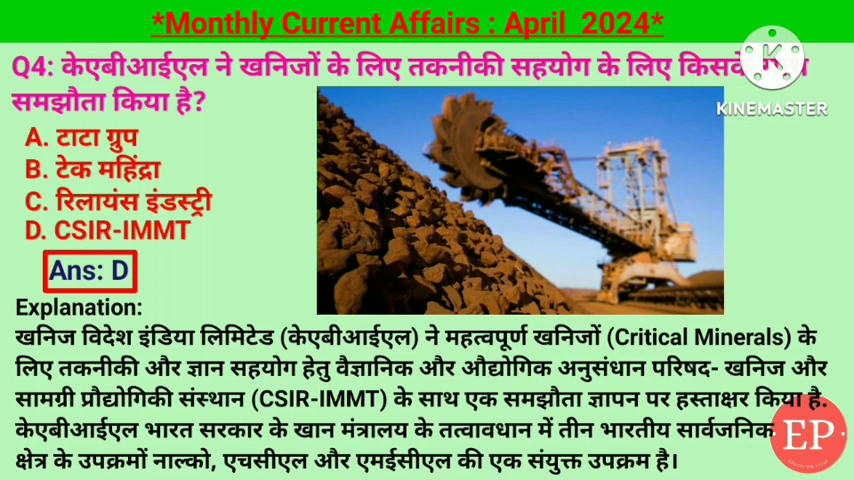 *Monthly Current Affairs : April 2024*
Q4: केएबीआईएल ने खनिजों के लिए तकनीकी सहयोग के लिए
समझौता किया है?
KINEMASTER
A. टाटा ग्रुप
B. टेक महिंद्रा
C. रिलायंस इंडस्ट्री
D. CSIR-IMMT
Ans: D
Explanation:
खनिज विदेश इंडिया लिमिटेड (केएबीआईएल) ने महत्वपूर्ण खनिजों (Critical Minerals) के
लिए तकनीकी और ज्ञान सहयोग हेतु वैज्ञानिक और औद्योगिक अनुसंधान परिषद- खनिज और
सामग्री प्रौद्योगिकी संस्थान (CSIR-IMMT) के साथ एक समझौता ज्ञापन पर हस्ताक्षर किया है.
केएबीआईएल भारत सरकार के खान मंत्रालय के तत्वावधान में तीन भारतीय सार्वजनिक
क्षेत्र के उपक्रमों नाल्को, एचसीएल और एमईसीएल की एक संयुक्त उपक्रम है।
EP